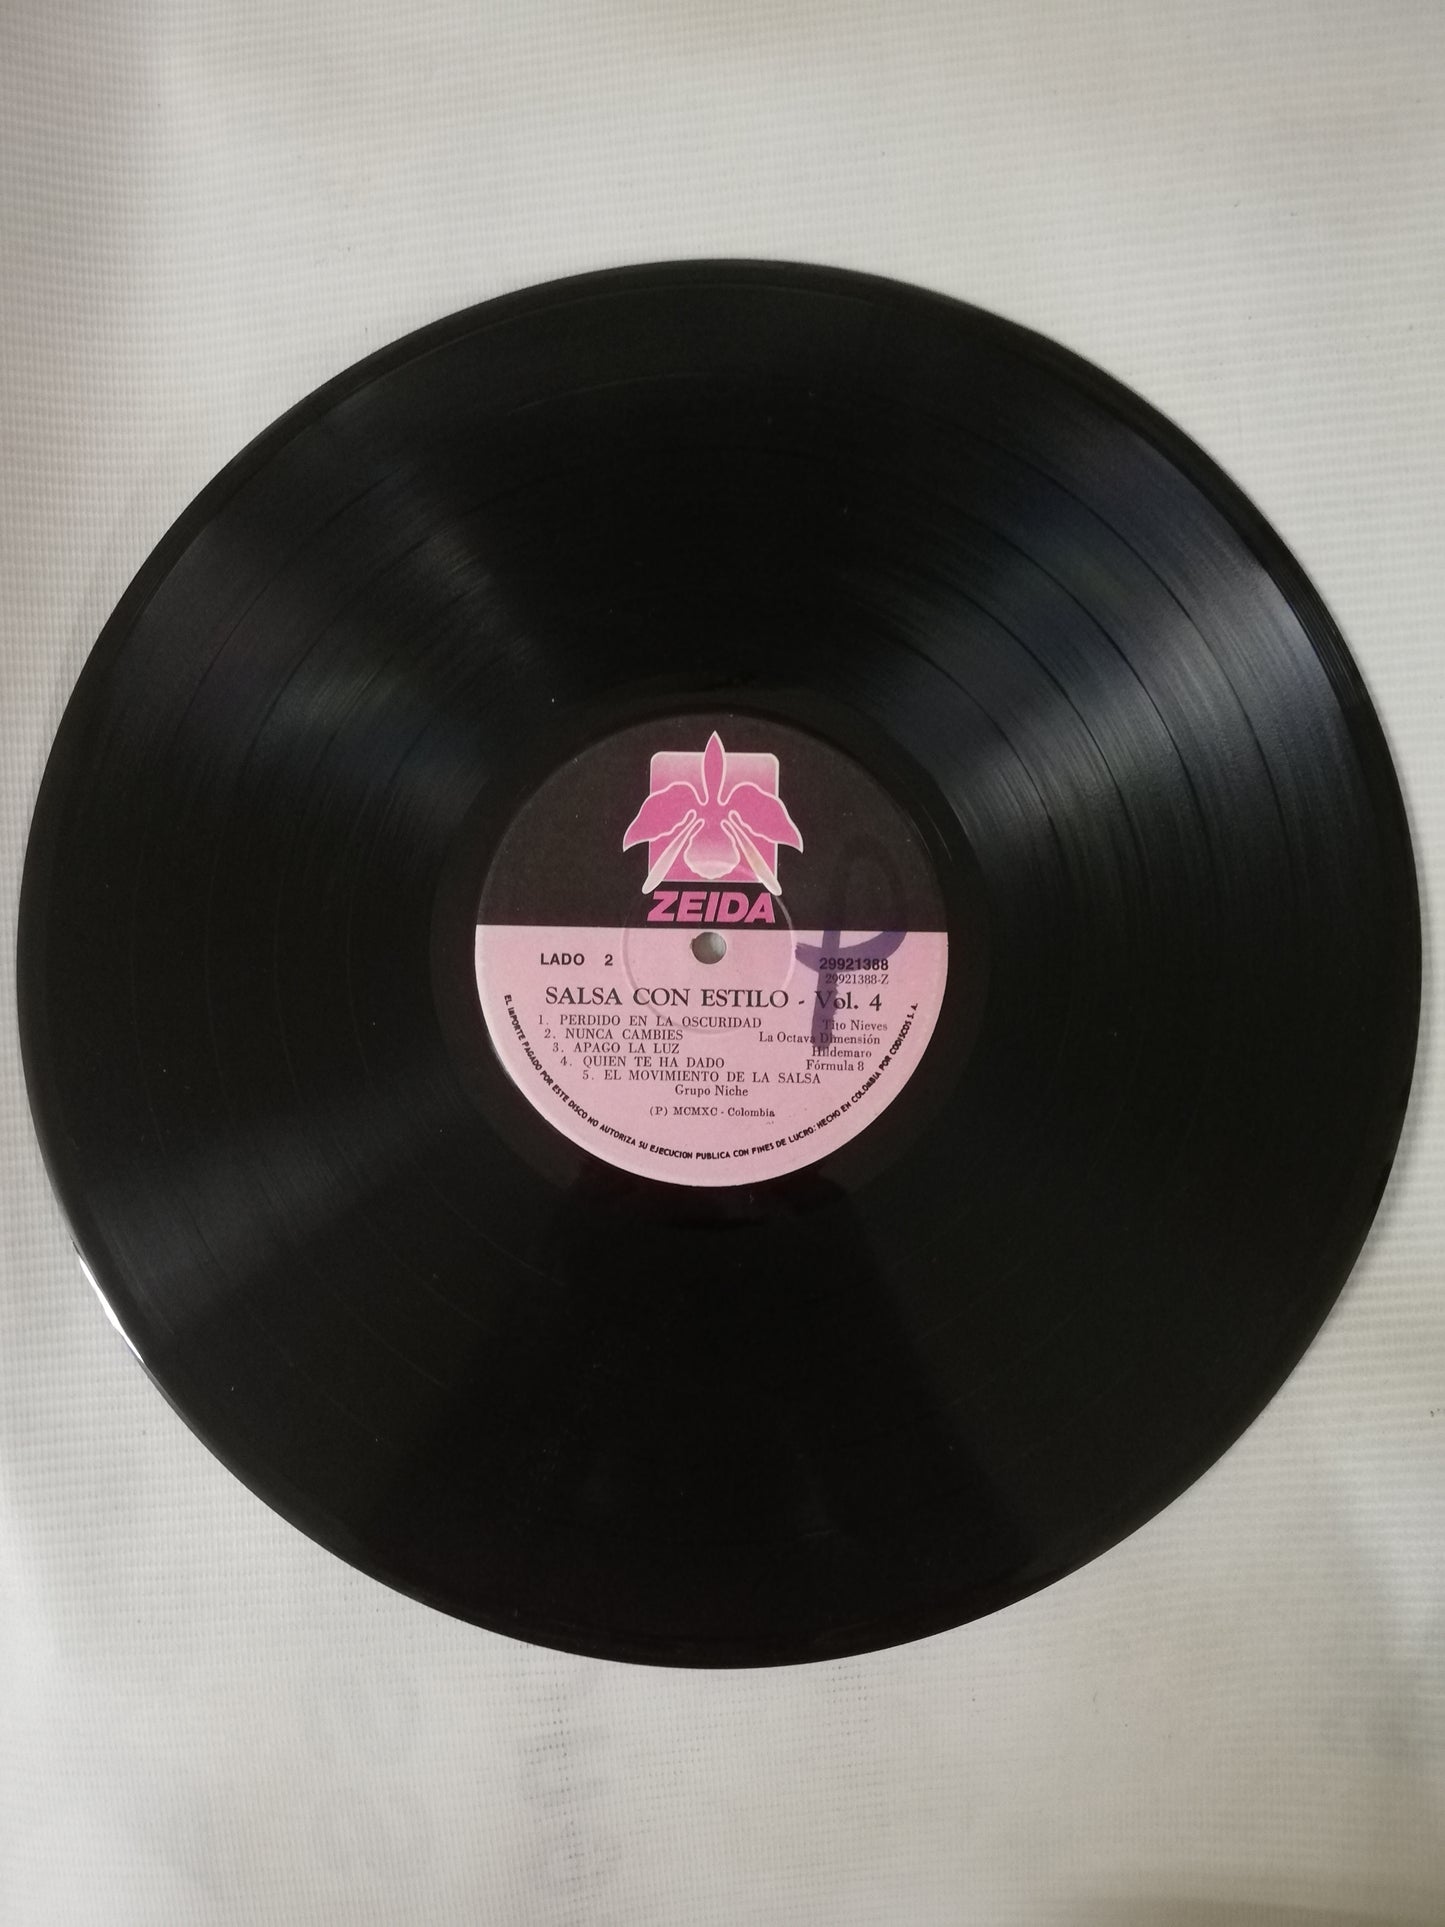 ZEIDA
LADO 2 29921388
29921388-Z
SALSA CON ESTILO - Vol. 4
1. PERDIDO EN LA OSCURIDAD Tito Nieves
2. NUNCA CAMBIES La Octava Dimensión
3. APAGO LA LUZ Hildemaro
4. QUIEN TE HA DADO Fórmula 8
5. EL MOVIMIENTO DE LA SALSA
Grupo Niche
(P) MCMXC - Colombia
EL IMPORTE PAGADO POR ESTE DISCO NO AUTORIZA SU EJECUCION PUBLICA CON FINES DE LUCRO: HECHO EN COLOMBIA POR CODISCOS S. A.